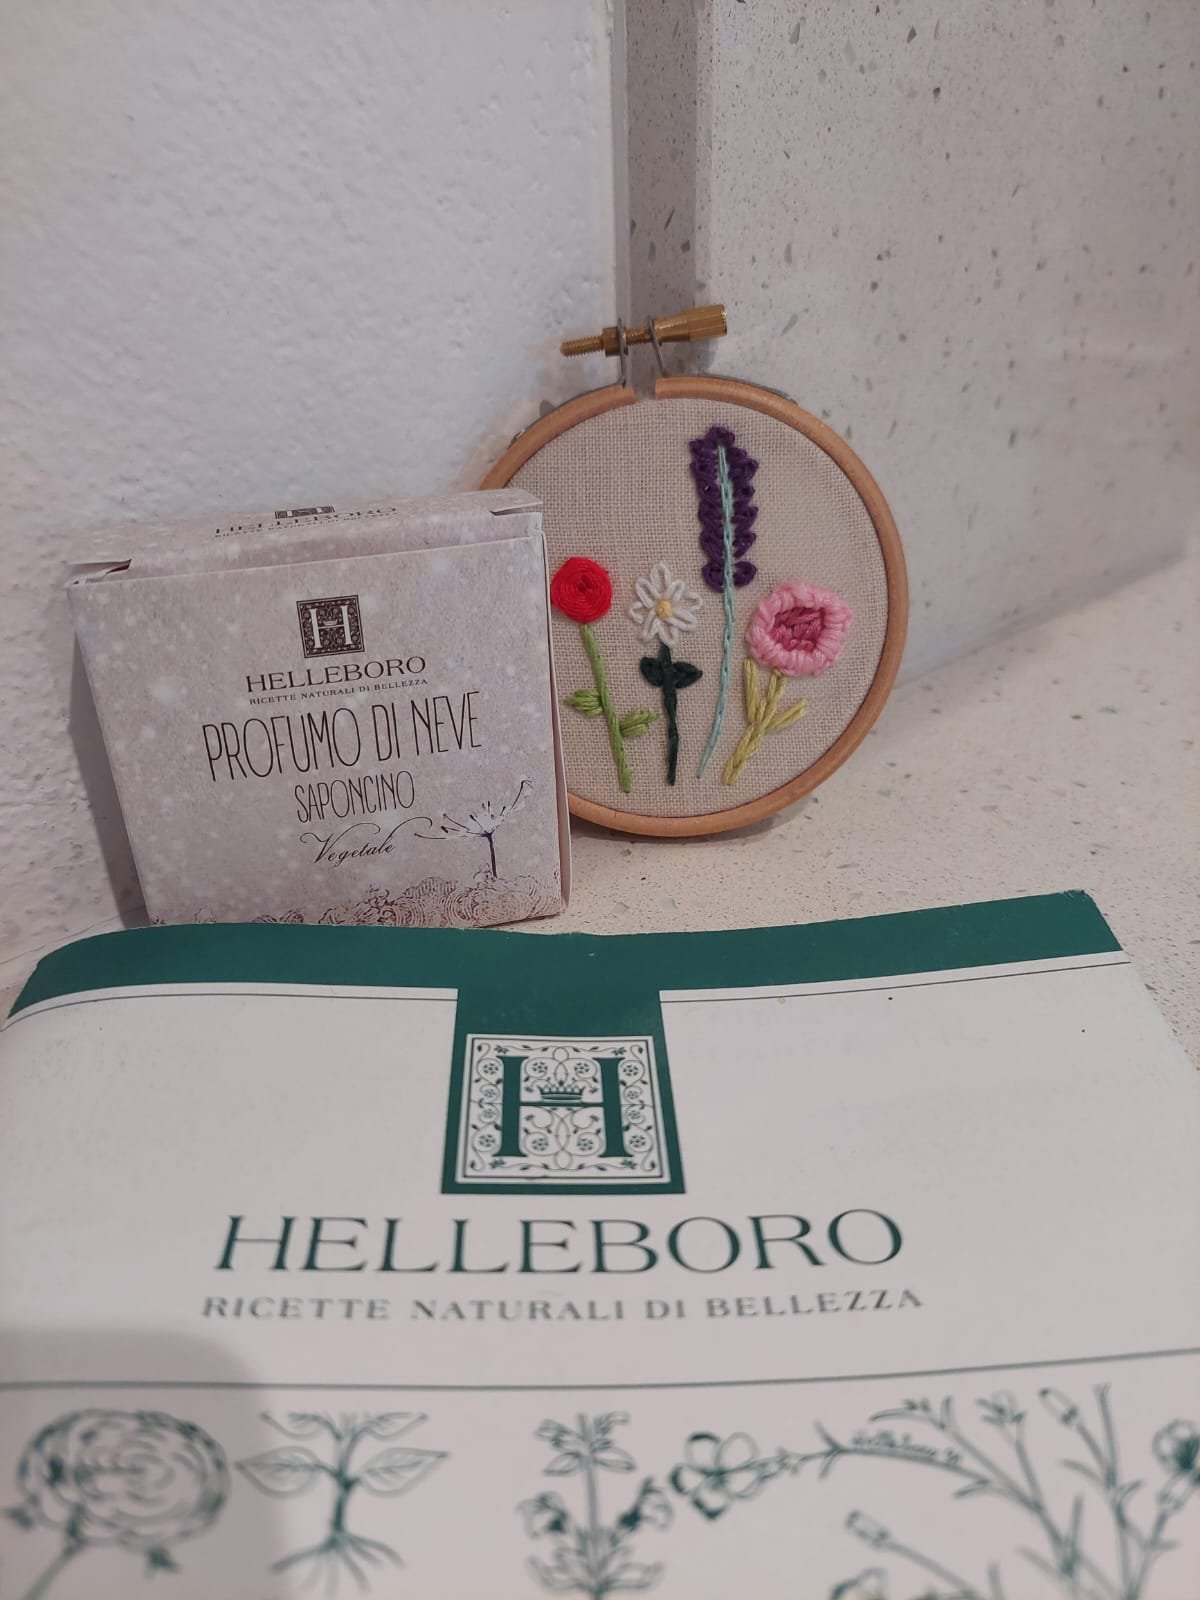 HELLEBORO
H
HELLEBORO
RICETTE NATURALI DI BELLEZZA
PROFUMO DI NEVE
SAPONCINO
Vegetale
H
HELLEBORO
RICETTE NATURALI DI BELLEZZA